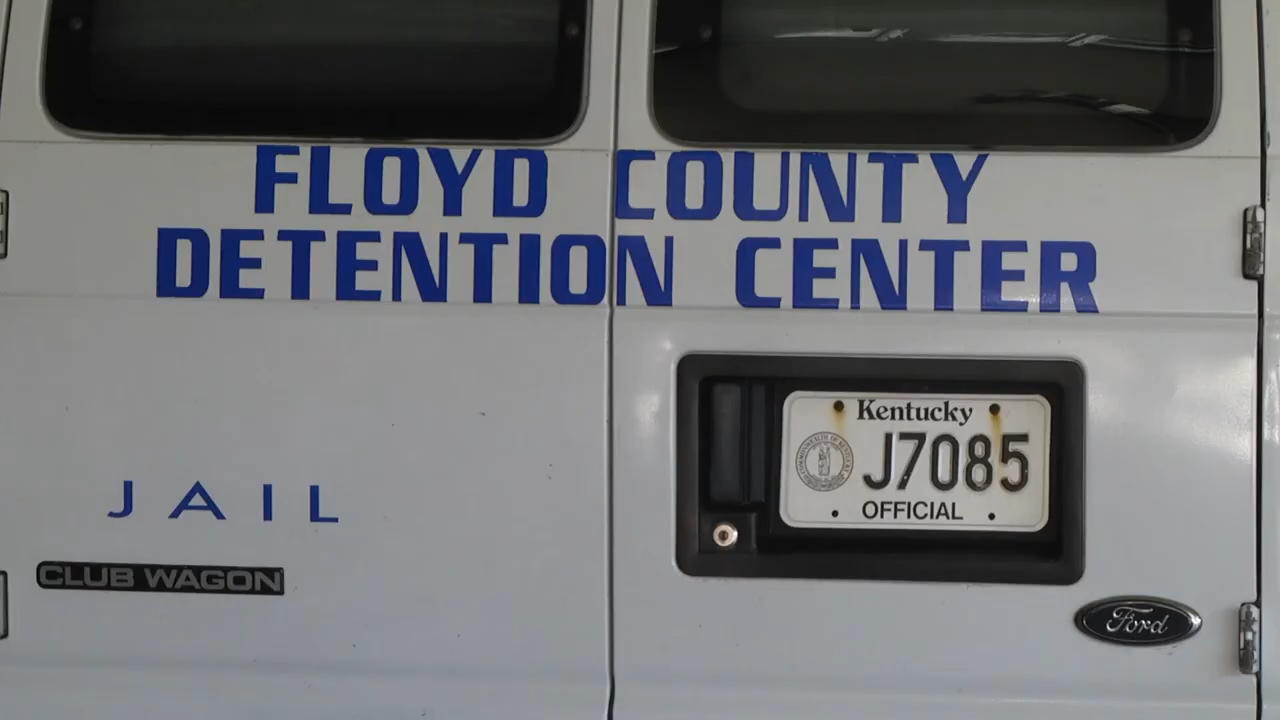 FLOYD COUNTY
DETENTION CENTER
Kentucky
J7085
OFFICIAL
JAIL
CLUB WAGON
Ford